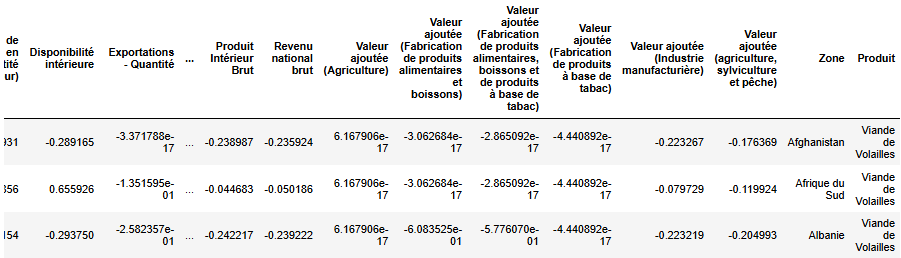 de en tité ur) Disponibilité intérieure Exportations - Quantité ... Produit Intérieur Brut Revenu national brut Valeur ajoutée (Agriculture) Valeur ajoutée (Fabrication de produits alimentaires et boissons) Valeur ajoutée (Fabrication de produits alimentaires, boissons et de produits à base de tabac) Valeur ajoutée (Fabrication de produits à base de tabac) Valeur ajoutée (Industrie manufacturière) Valeur ajoutée (agriculture, sylviculture et pêche) Zone Produit
931 -0.289165 -3.371788e-17 ... -0.238987 -0.235924 6.167906e-17 -3.062684e-17 -2.865092e-17 -4.440892e-17 -0.223267 -0.176369 Afghanistan Viande de Volailles
356 0.655926 -1.351595e-01 ... -0.044683 -0.050186 6.167906e-17 -3.062684e-17 -2.865092e-17 -4.440892e-17 -0.079729 -0.119924 Afrique du Sud Viande de Volailles
154 -0.293750 -2.582357e-01 ... -0.242217 -0.239222 6.167906e-17 -6.083525e-01 -5.776070e-01 -4.440892e-17 -0.223219 -0.204993 Albanie Viande de Volailles